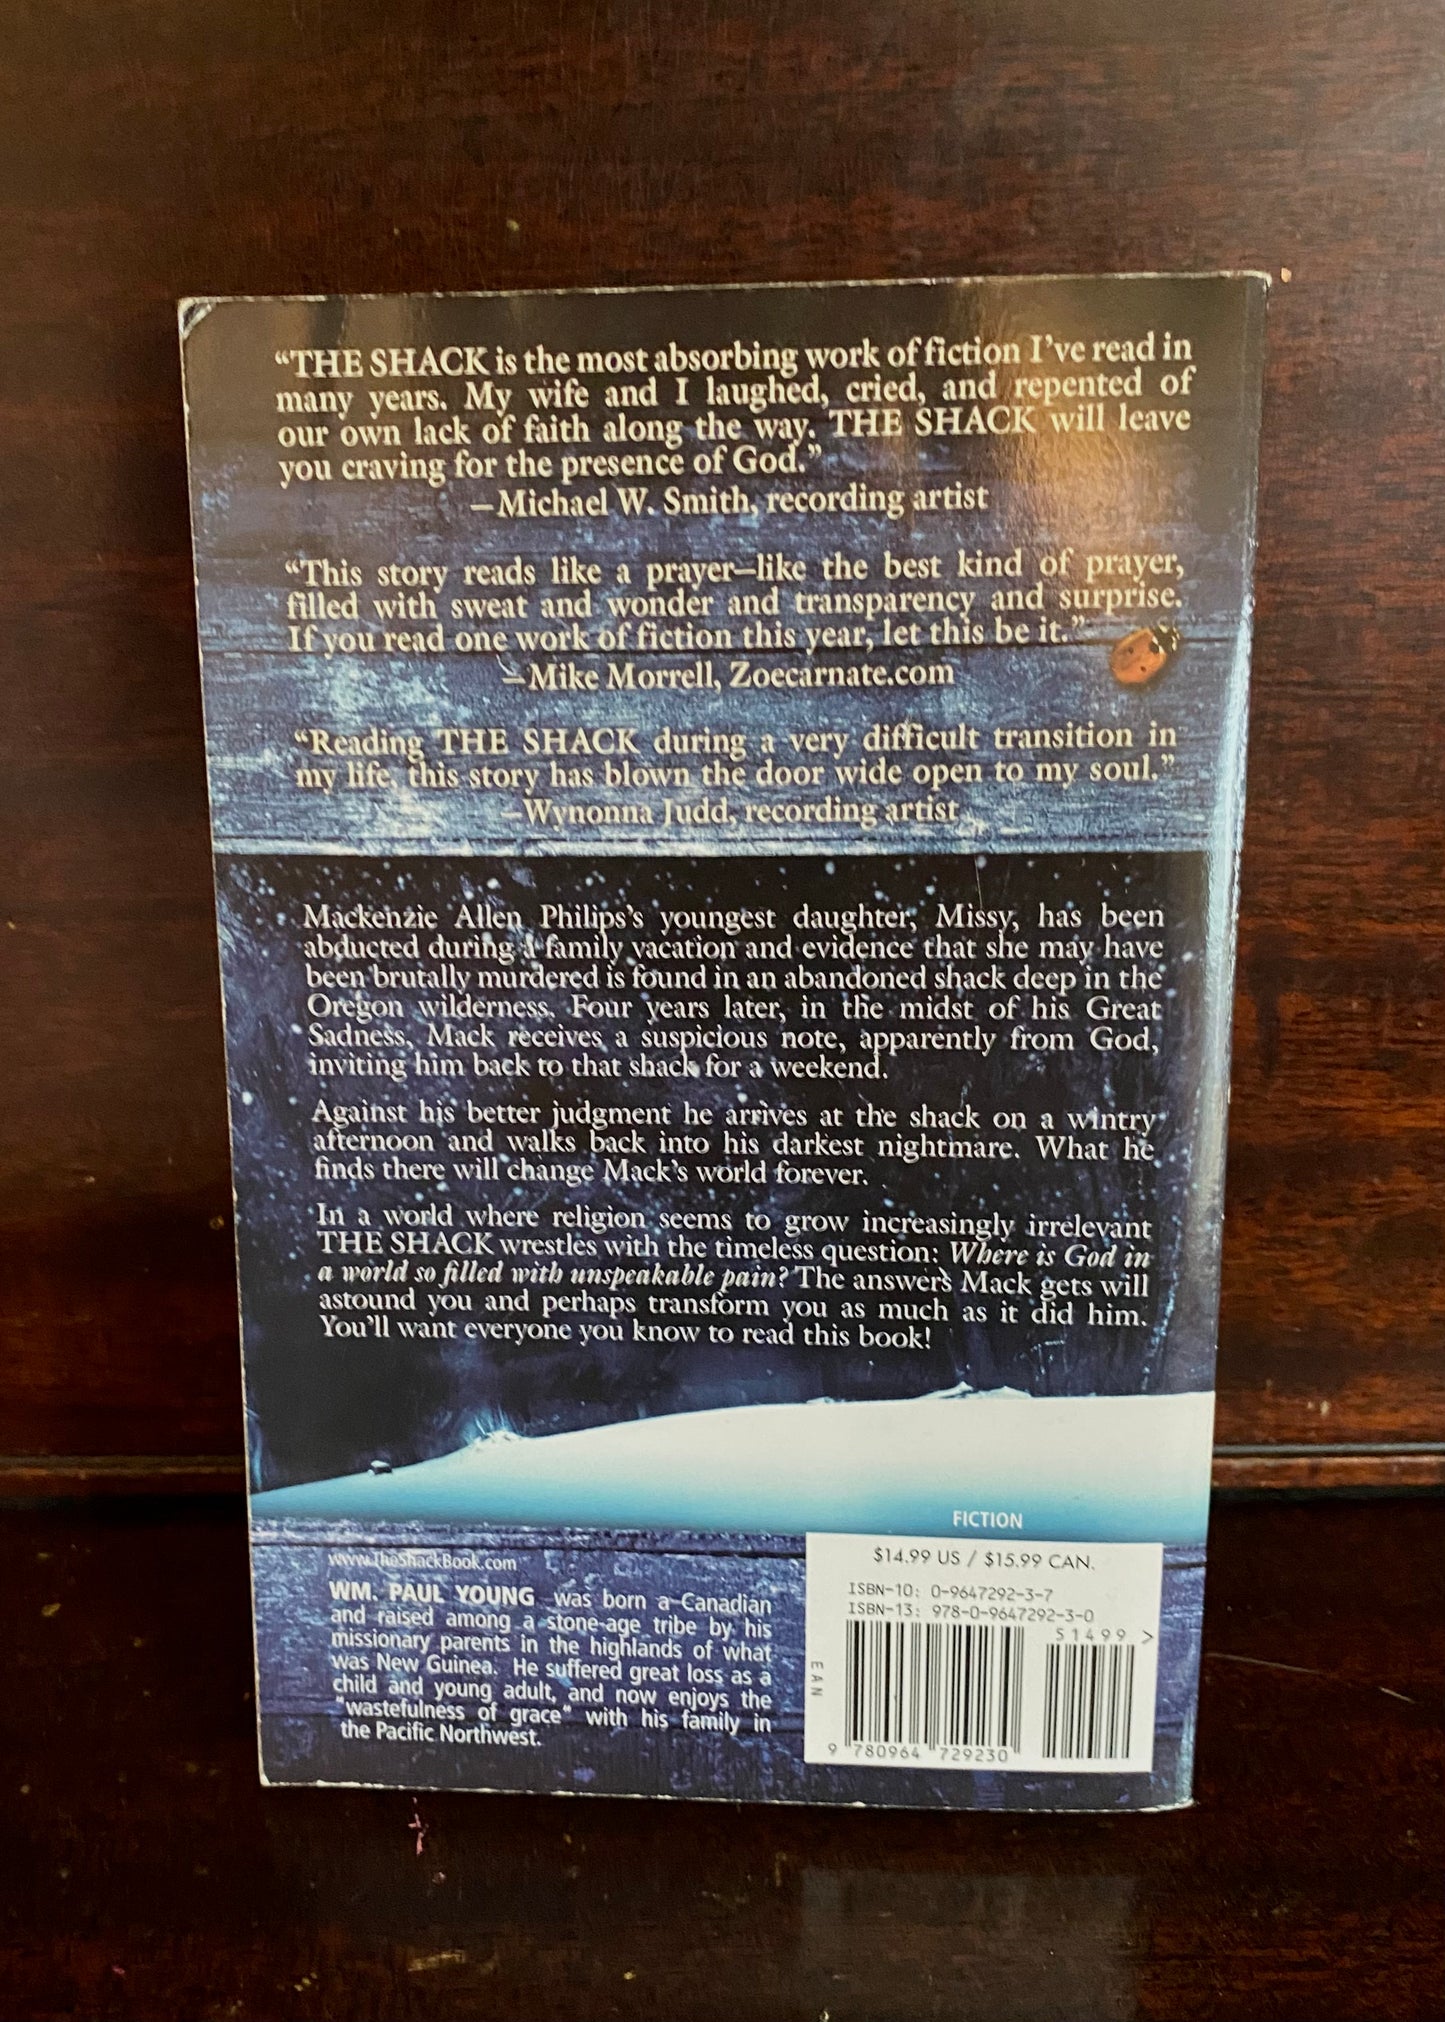 “THE SHACK is the most absorbing work of fiction I’ve read in
many years. My wife and I laughed, cried, and repented of
our own lack of faith along the way. THE SHACK will leave
you craving for the presence of God.”
—Michael W. Smith, recording artist
“This story reads like a prayer—like the best kind of prayer,
filled with sweat and wonder and transparency and surprise.
If you read one work of fiction this year, let this be it.”
—Mike Morrell, Zoecarnate.com
“Reading THE SHACK during a very difficult transition in
my life, this story has blown the door wide open to my soul.”
—Wynonna Judd, recording artist
Mackenzie Allen Philips’s youngest daughter, Missy, has been
abducted during a family vacation and evidence that she may have
been brutally murdered is found in an abandoned shack deep in the
Oregon wilderness. Four years later, in the midst of his Great
Sadness, Mack receives a suspicious note, apparently from God,
inviting him back to that shack for a weekend.
Against his better judgment he arrives at the shack on a wintry
afternoon and walks back into his darkest nightmare. What he
finds there will change Mack’s world forever.
In a world where religion seems to grow increasingly irrelevant
THE SHACK wrestles with the timeless question: Where is God in
a world so filled with unspeakable pain? The answers Mack gets will
astound you and perhaps transform you as much as it did him.
You’ll want everyone you know to read this book!
FICTION
www.TheShackBook.com
WM. PAUL YOUNG was born a Canadian
and raised among a stone-age tribe by his
missionary parents in the highlands of what
was New Guinea. He suffered great loss as a
child and young adult, and now enjoys the
"wastefulness of grace" with his family in
the Pacific Northwest.
$14.99 US / $15.99 CAN.
ISBN-10: 0-9647292-3-7
ISBN-13: 978-0-9647292-3-0
51499 >
EAN
9 780964 729230